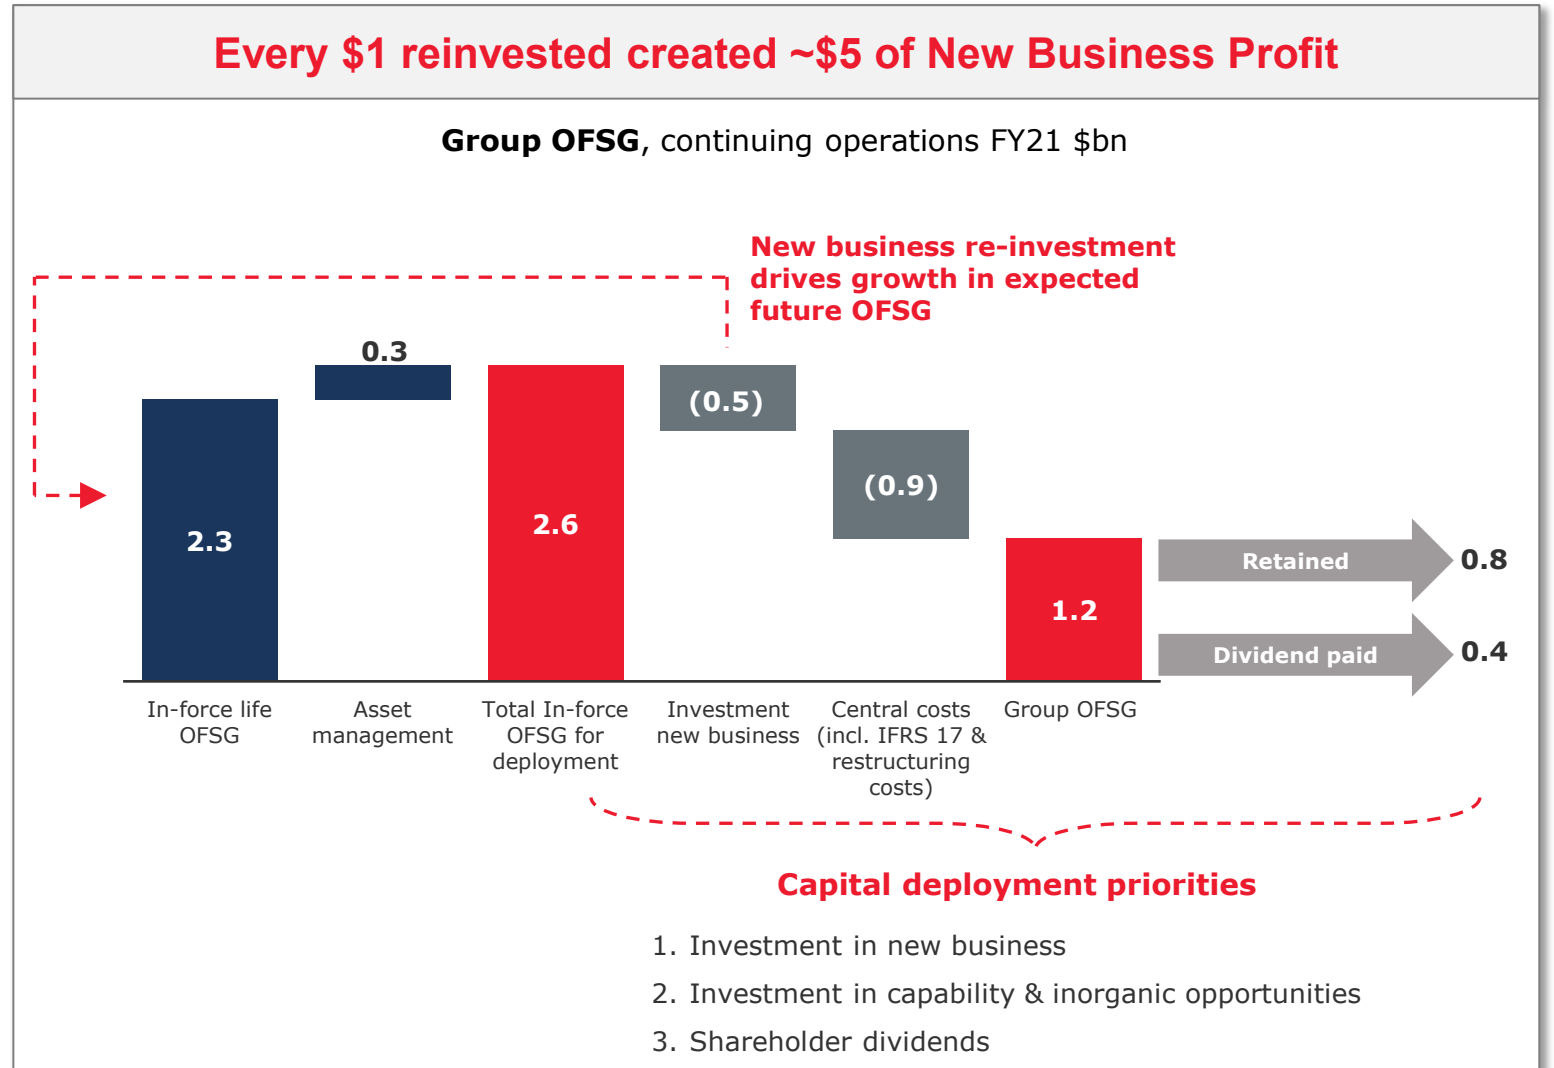 Every $1 reinvested created ~$5 of New Business Profit
Group OFSG, continuing operations FY21 $bn
New business re-investment
drives growth in expected
future OFSG
0.3
(0.5)
(0.9)
2.3
2.6
1.2
Retained
0.8
Dividend paid
0.4
In-force life
OFSG
Asset
management
Total In-force
OFSG for
deployment
Investment
new business
Central costs
(incl. IFRS 17 &
restructuring
costs)
Group OFSG
Capital deployment priorities
1. Investment in new business
2. Investment in capability & inorganic opportunities
3. Shareholder dividends